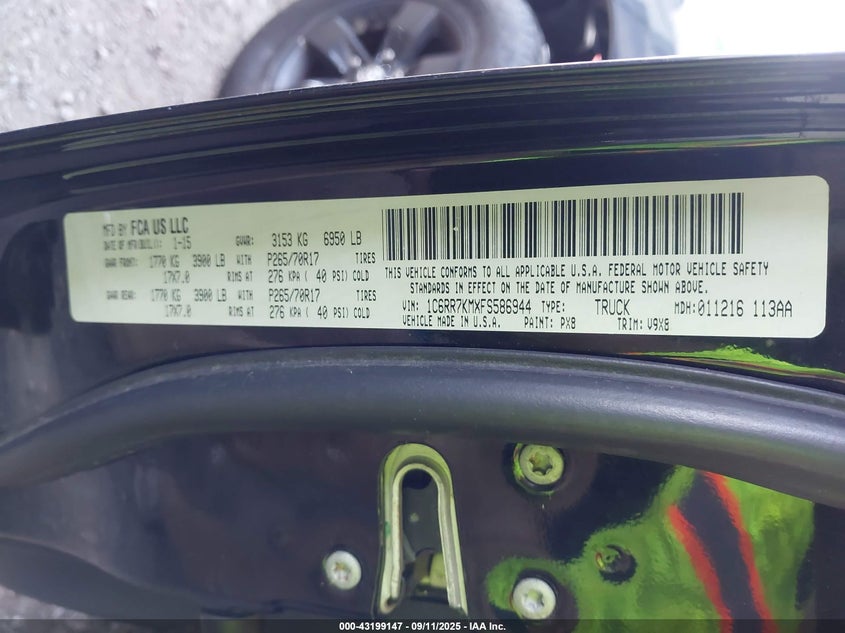 MFD BY FCA US LLC
DATE OF MFR(BUIL.): 1-15 GVWR: 3153 KG 6950 LB
GAWR FRONT: 1770 KG 3900 LB WITH P265/70R17 TIRES
17X7.0 RIMS AT 276 KPA ( 40 PSI) COLD
GAWR REAR: 1770 KG 3900 LB WITH P265/70R17 TIRES
17X7.0 RIMS AT 276 KPA ( 40 PSI) COLD
THIS VEHICLE CONFORMS TO ALL APPLICABLE U.S.A. FEDERAL MOTOR VEHICLE SAFETY
STANDARDS IN EFFECT ON THE DATE OF MANUFACTURE SHOWN ABOVE.
VIN: 1C6RR7KMXFS586944 TYPE: TRUCK MDH: 011216 113AA
VEHICLE MADE IN U.S.A. PAINT: PX8 TRIM: V9X8
000-43199147 - 09/11/2025 - IAA Inc.